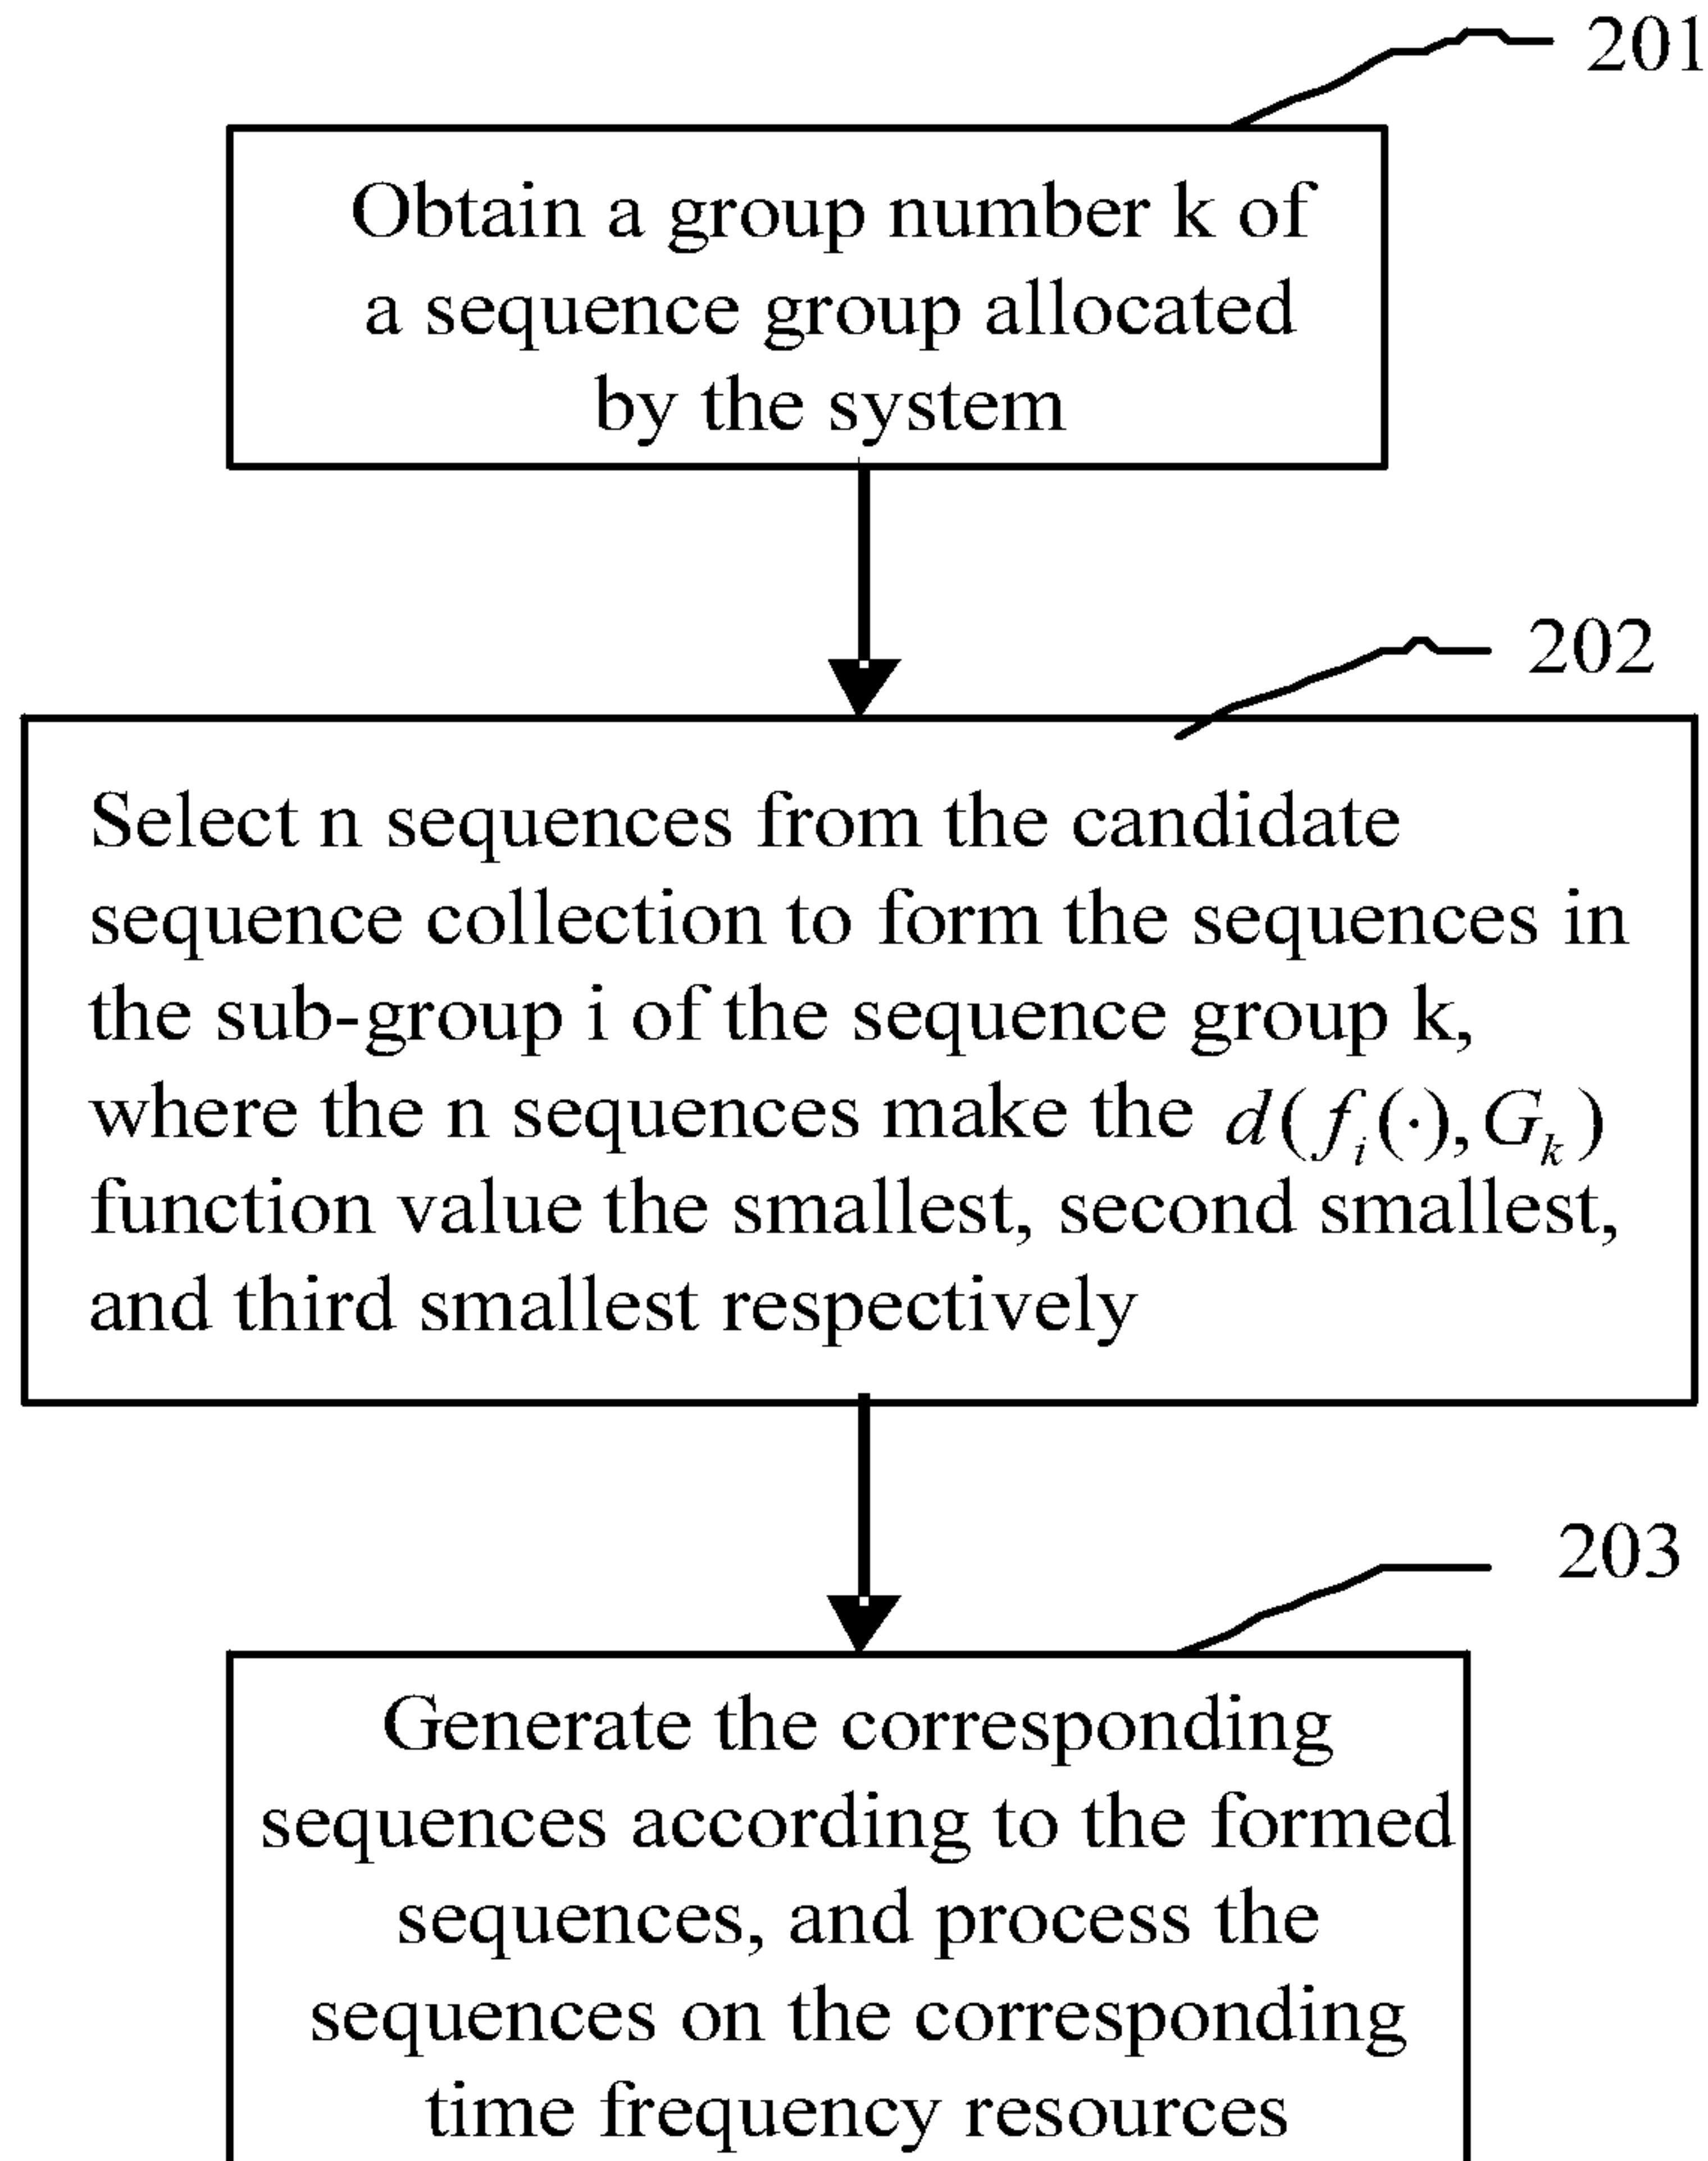 201
Obtain a group number k of
a sequence group allocated
by the system
202
Select n sequences from the candidate
sequence collection to form the sequences in
the sub-group i of the sequence group k,
where the n sequences make the d(f_i(·), G_k)
function value the smallest, second smallest,
and third smallest respectively
203
Generate the corresponding
sequences according to the formed
sequences, and process the
sequences on the corresponding
time frequency resources